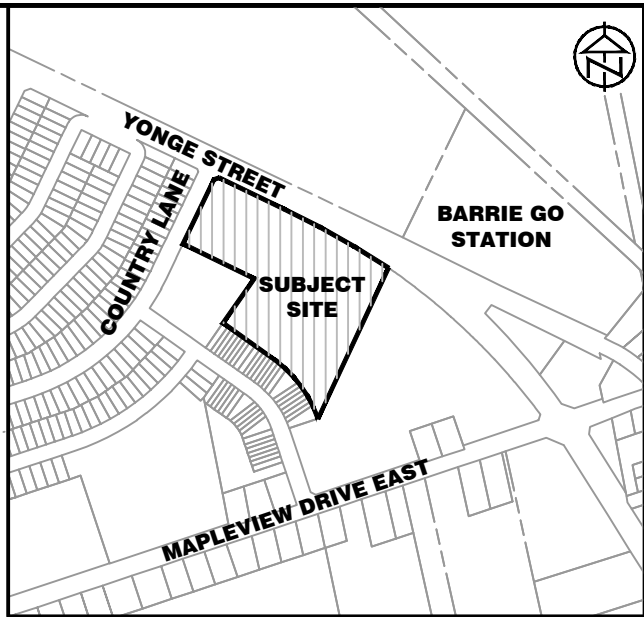 N
YONGE STREET
COUNTRY LANE
BARRIE GO
STATION
SUBJECT
SITE
MAPLEVIEW DRIVE EAST